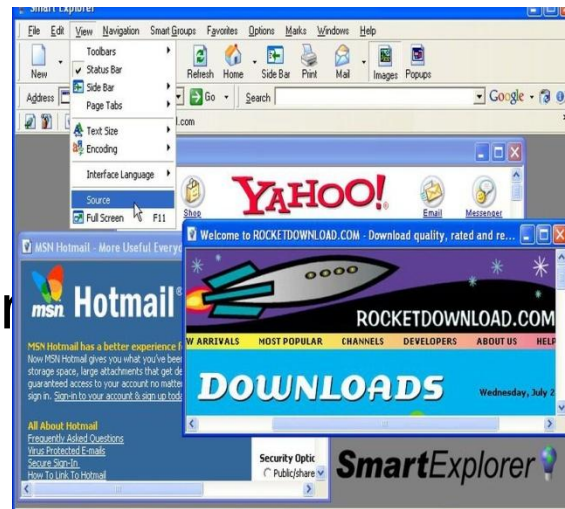 Smart Explorer
File Edit View Navigation Smart Groups Favorites Options Marks Windows Help
New Refresh Home Side Bar Print Mail Images Popups
Toolbars
Status Bar
Side Bar
Page Tabs
Text Size
Encoding
Interface Language
Source
Full Screen F11
Address Go Search Google
.com
Shop YAHOO! Email Messenger
MSN Hotmail - More Useful Everyd
msn Hotmail
MSN Hotmail has a better experience f
Now MSN Hotmail gives you what you've bee
storage space, large attachments that get de
guaranteed access to your account no matte
sign in. Sign-in to your account & sign up toda
All About Hotmail
Frequently Asked Questions
Virus Protected E-mails
Secure Sign-In
How To Link To Hotmail
Security Optic
Public/share
Welcome to ROCKETDOWNLOAD.COM - Download quality, rated and re...
ROCKETDOWNLOAD.COM
W ARRIVALS MOST POPULAR CHANNELS DEVELOPERS ABOUT US HELP
DOWNLOADS Wednesday, July 2
SmartExplorer